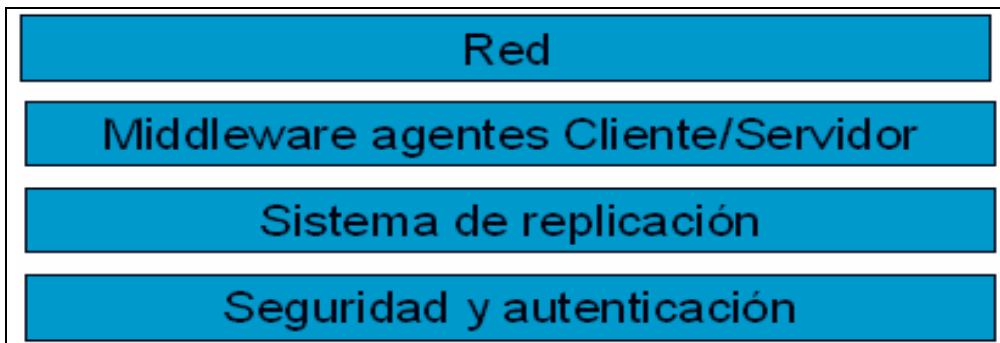 Red
Middleware agentes Cliente/Servidor
Sistema de replicación
Seguridad y autenticación